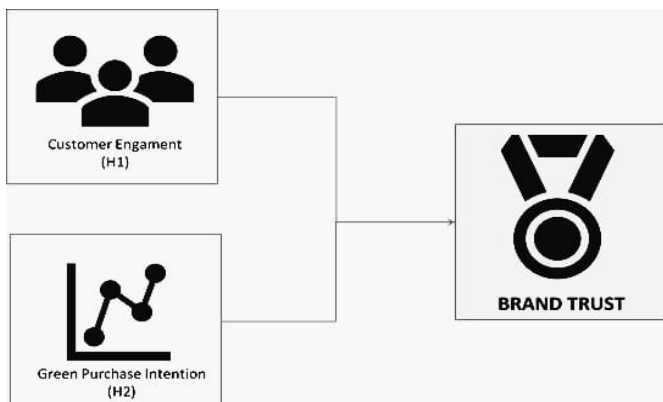 Customer Engament
(H1)
BRAND TRUST
Green Purchase Intention
(H2)